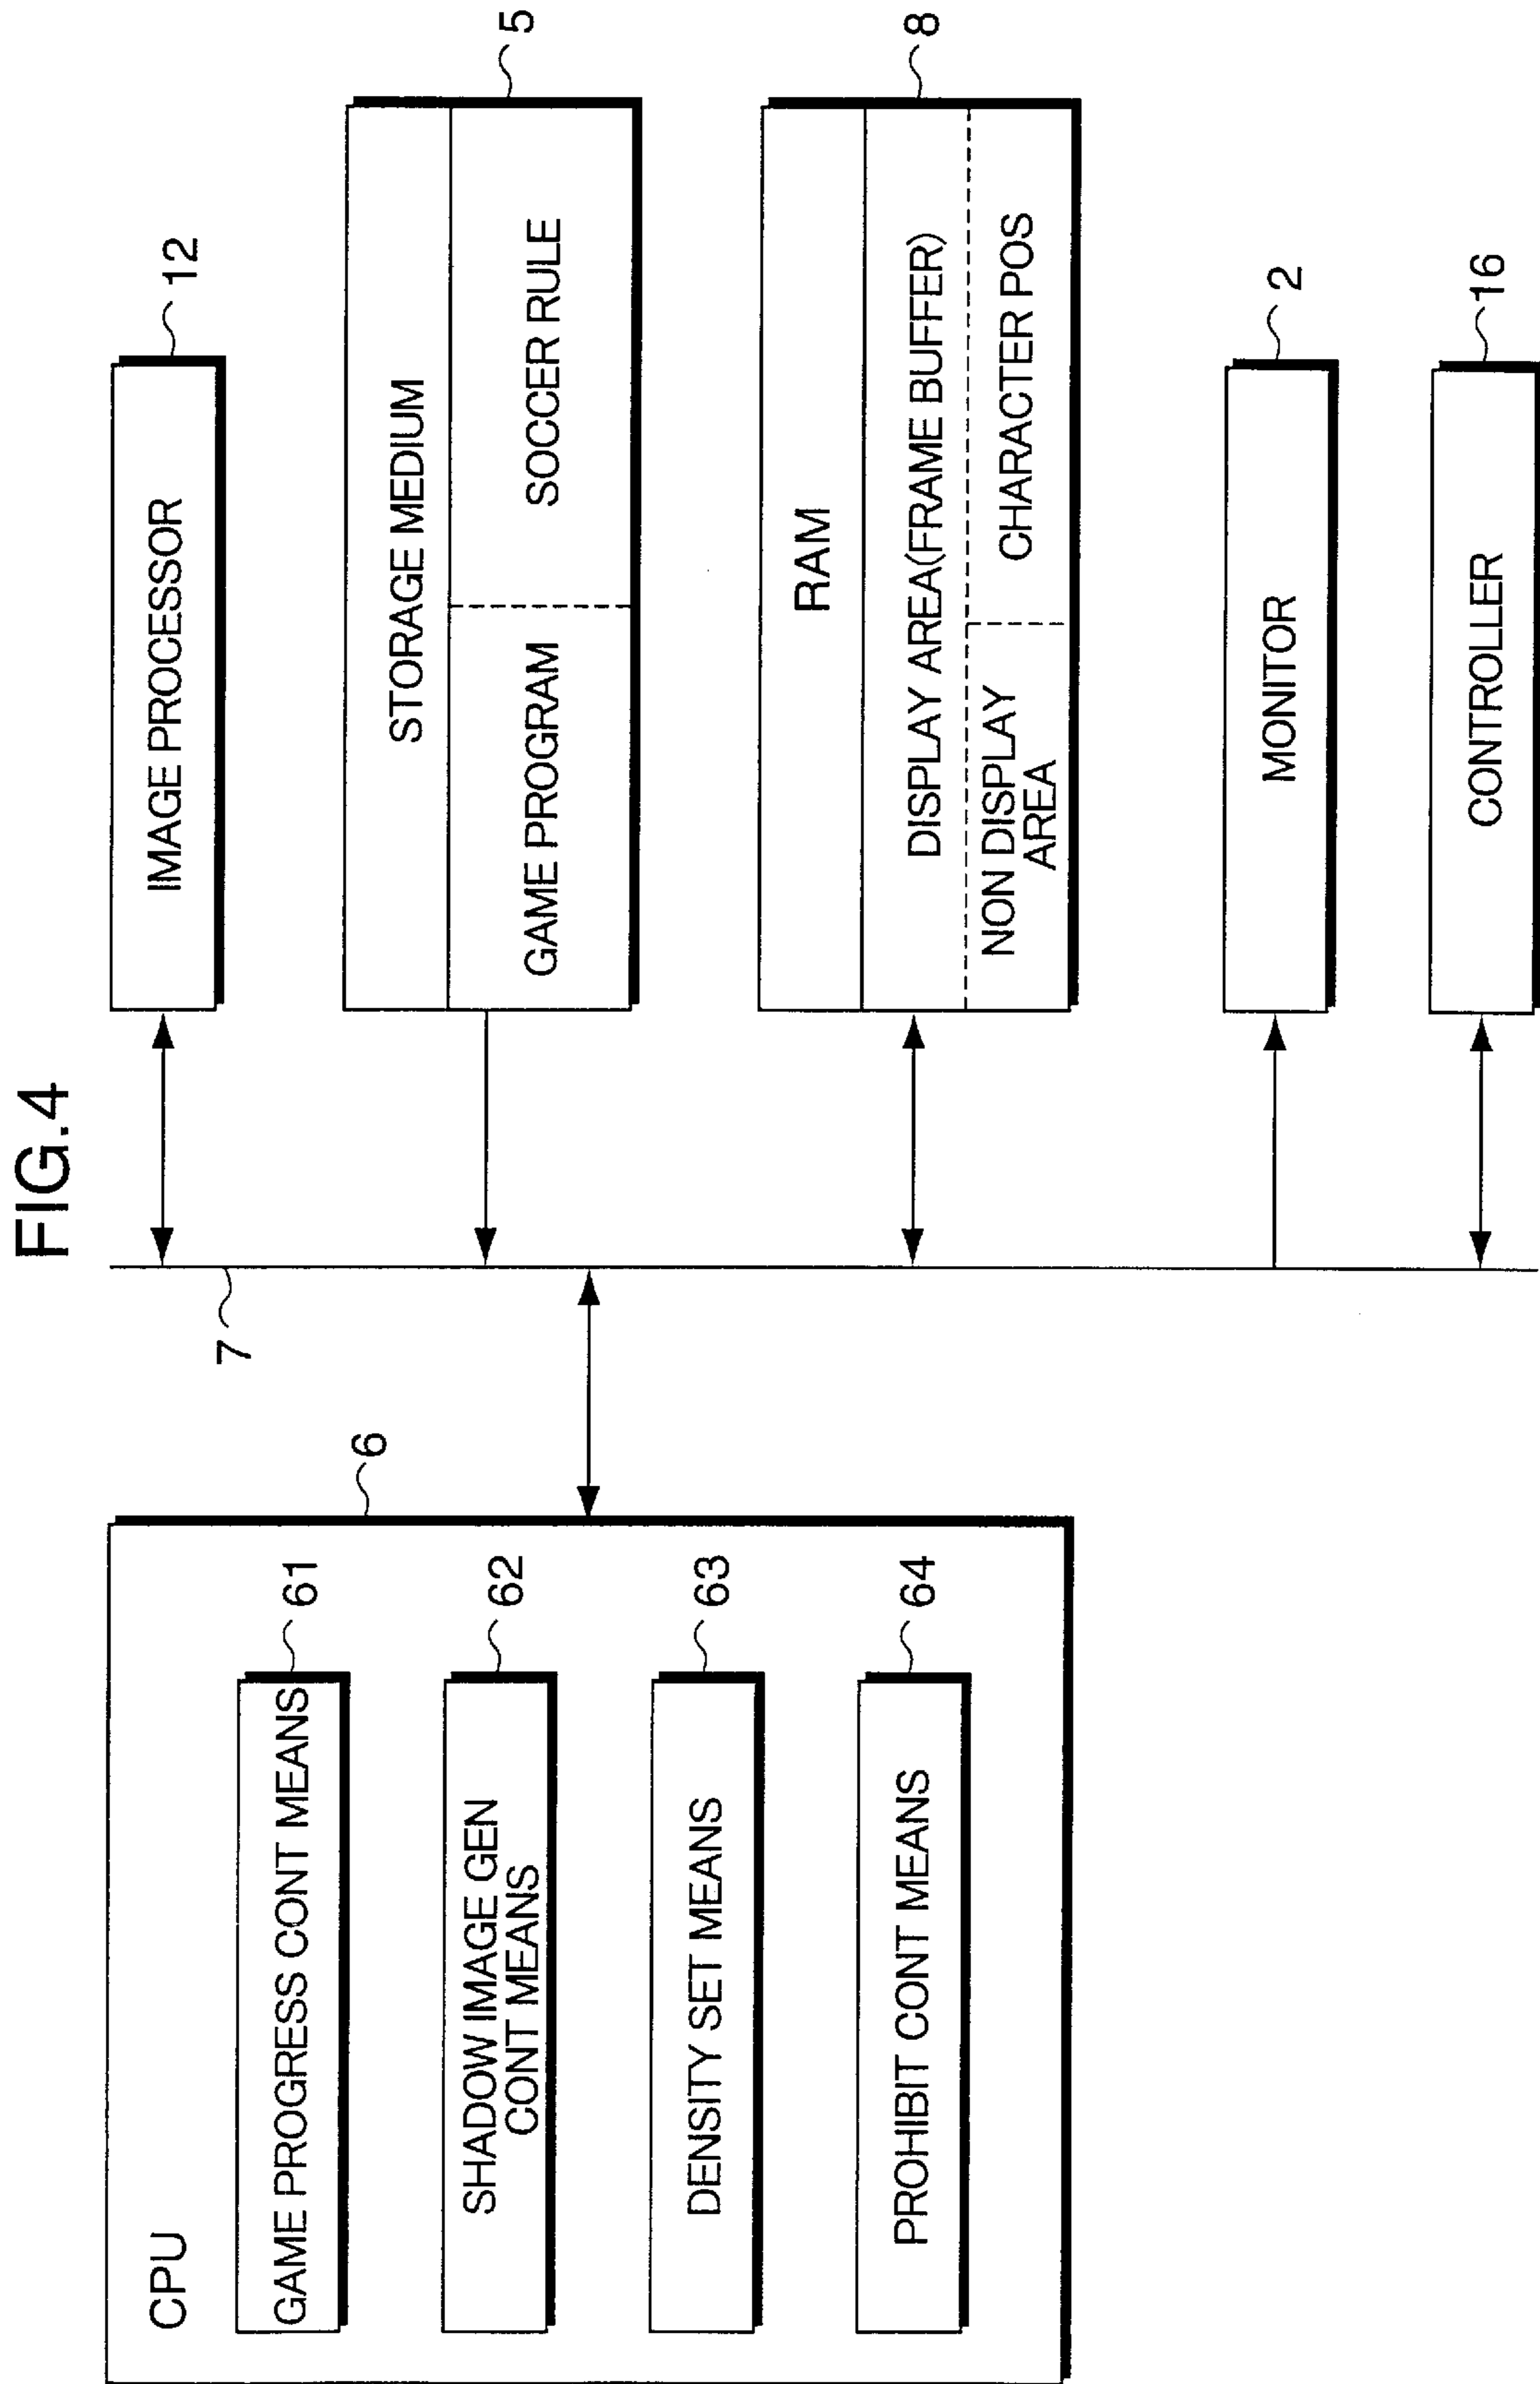 FIG.4
CPU
6
GAME PROGRESS CONT MEANS
61
SHADOW IMAGE GEN
CONT MEANS
62
DENSITY SET MEANS
63
PROHIBIT CONT MEANS
64
7
IMAGE PROCESSOR
12
STORAGE MEDIUM
5
GAME PROGRAM
SOCCER RULE
RAM
8
DISPLAY AREA(FRAME BUFFER)
NON DISPLAY
AREA
CHARACTER POS
MONITOR
2
CONTROLLER
16